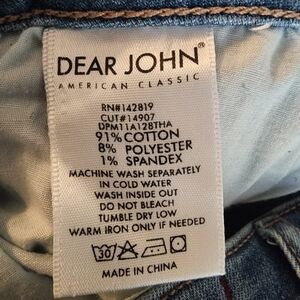 DEAR JOHN®
AMERICAN CLASSIC
RN#142819
CUT#14907
DPM11A128THA
91% COTTON
8% POLYESTER
1% SPANDEX
MACHINE WASH SEPARATELY
IN COLD WATER
WASH INSIDE OUT
DO NOT BLEACH
TUMBLE DRY LOW
WARM IRON ONLY IF NEEDED
30
MADE IN CHINA